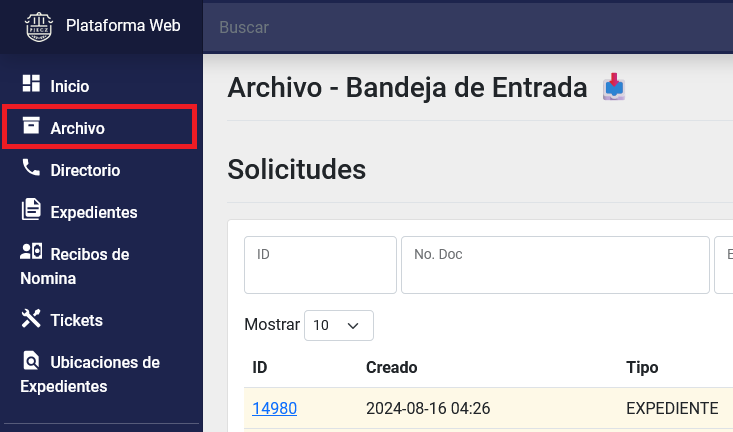 Plataforma Web
Buscar
Inicio
Archivo
Directorio
Expedientes
Recibos de
Nomina
Tickets
Ubicaciones de
Expedientes
Archivo - Bandeja de Entrada
Solicitudes
ID
No. Doc
E
Mostrar 10
ID Creado Tipo
14980 2024-08-16 04:26 EXPEDIENTE